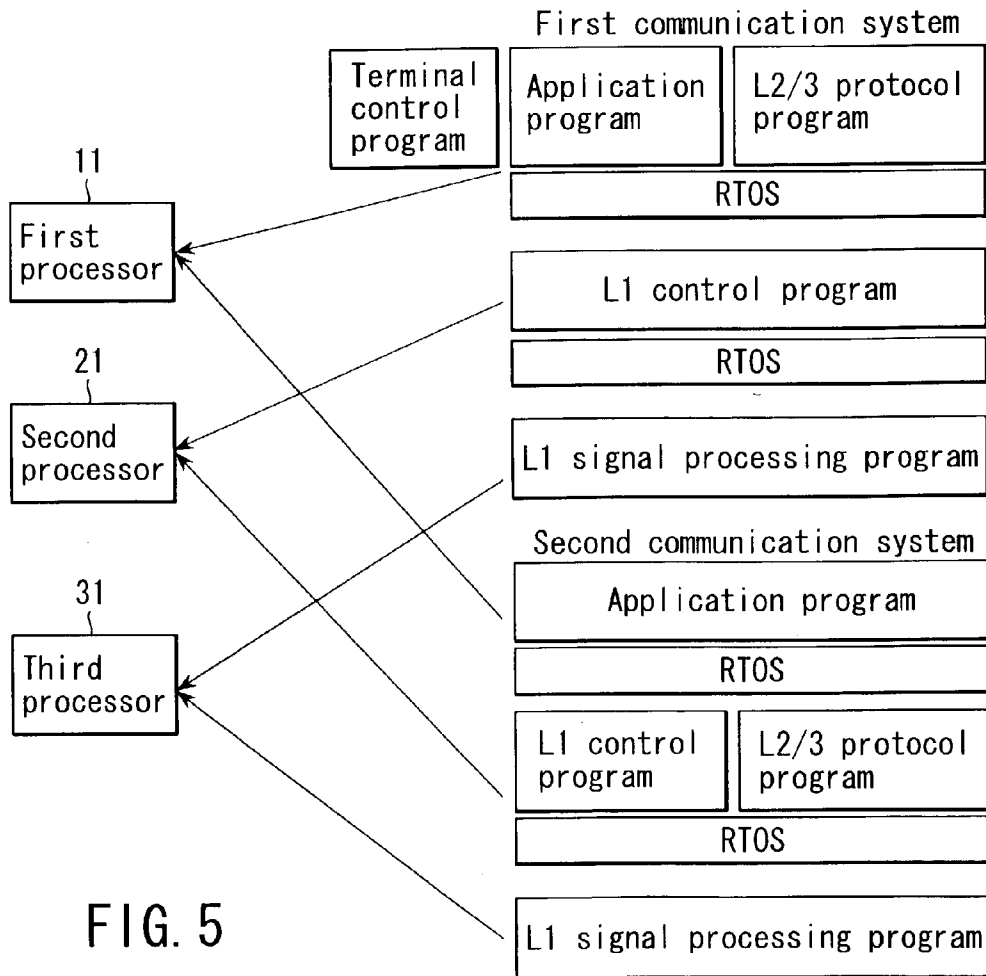 First communication system
Terminal
control
program
Application
program
L2/3 protocol
program
RTOS
11
First
processor
L1 control program
RTOS
21
Second
processor
L1 signal processing program
Second communication system
31
Third
processor
Application program
RTOS
L1 control
program
L2/3 protocol
program
RTOS
L1 signal processing program
FIG. 5